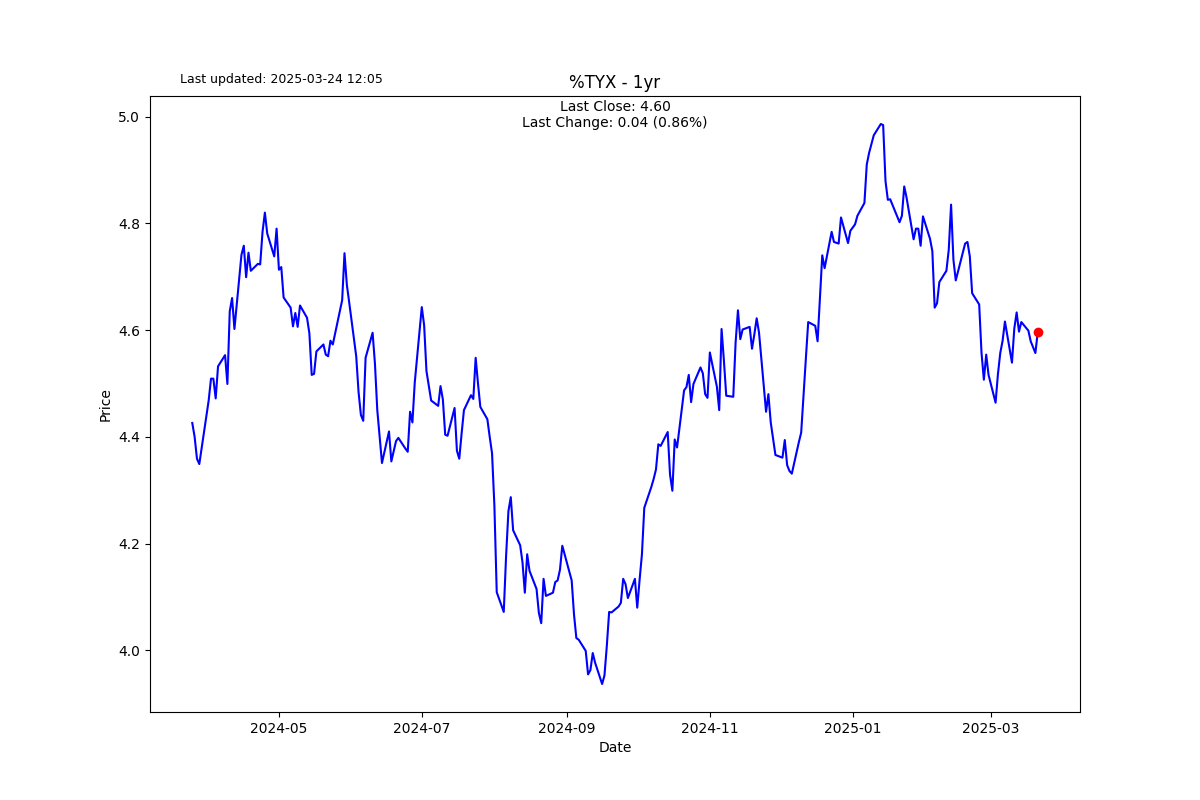 Last updated: 2025-03-24 12:05
%TYX - 1yr
Last Close: 4.60
Last Change: 0.04 (0.86%)
5.0
4.8
4.6
4.4
4.2
4.0
Price
2024-05
2024-07
2024-09
2024-11
2025-01
2025-03
Date